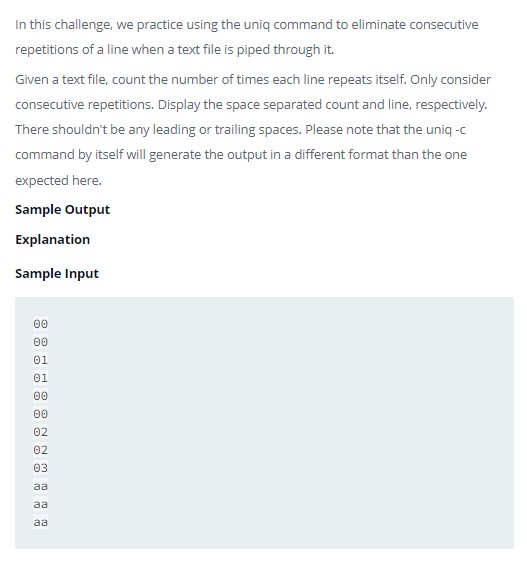 In this challenge, we practice using the uniq command to eliminate consecutive
repetitions of a line when a text file is piped through it.
Given a text file, count the number of times each line repeats itself. Only consider
consecutive repetitions. Display the space separated count and line, respectively.
There shouldn't be any leading or trailing spaces. Please note that the uniq -c
command by itself will generate the output in a different format than the one
expected here.
Sample Output
Explanation
Sample Input
00
00
01
01
00
00
02
02
03
aa
aa
aa